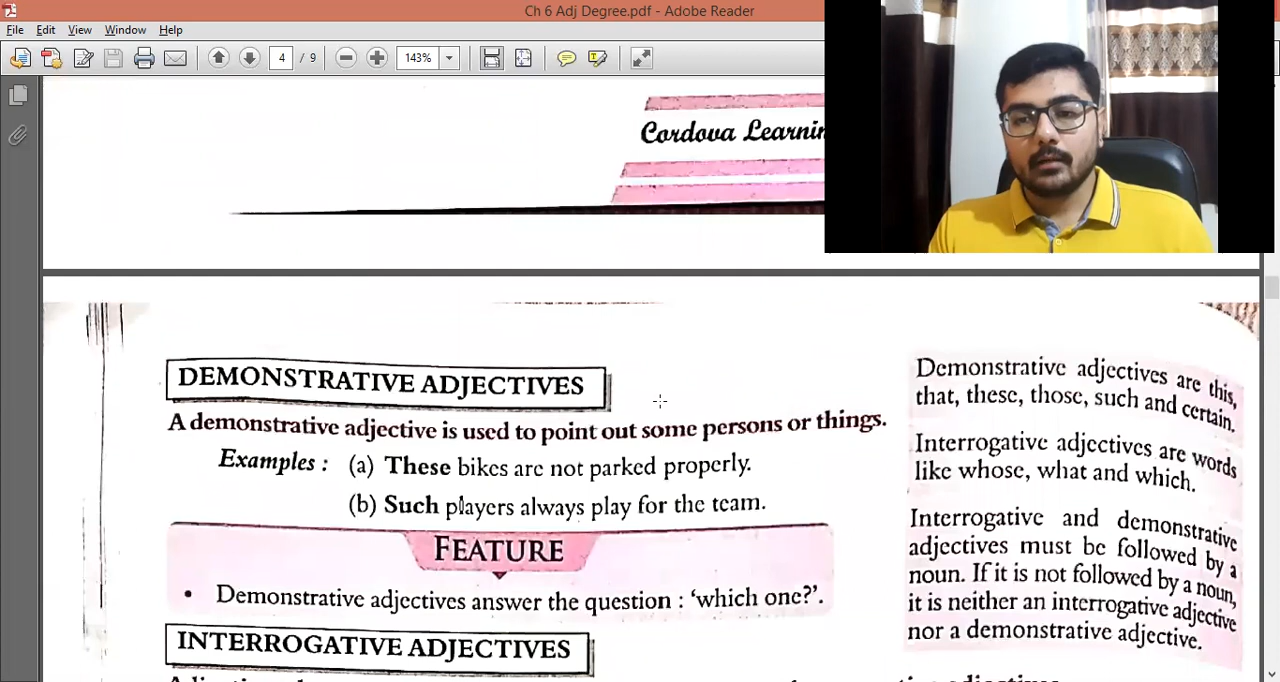 Ch 6 Adj Degree.pdf - Adobe Reader
File Edit View Window Help
4 / 9 143%
Cordova Learnin
DEMONSTRATIVE ADJECTIVES
A demonstrative adjective is used to point out some persons or things.
Examples : (a) These bikes are not parked properly.
(b) Such players always play for the team.
FEATURE
• Demonstrative adjectives answer the question : ‘which one?’.
INTERROGATIVE ADJECTIVES
Demonstrative adjectives are this,
that, these, those, such and certain.
Interrogative adjectives are words
like whose, what and which.
Interrogative and demonstrative
adjectives must be followed by a
noun. If it is not followed by a noun,
it is neither an interrogative adjective
nor a demonstrative adjective.